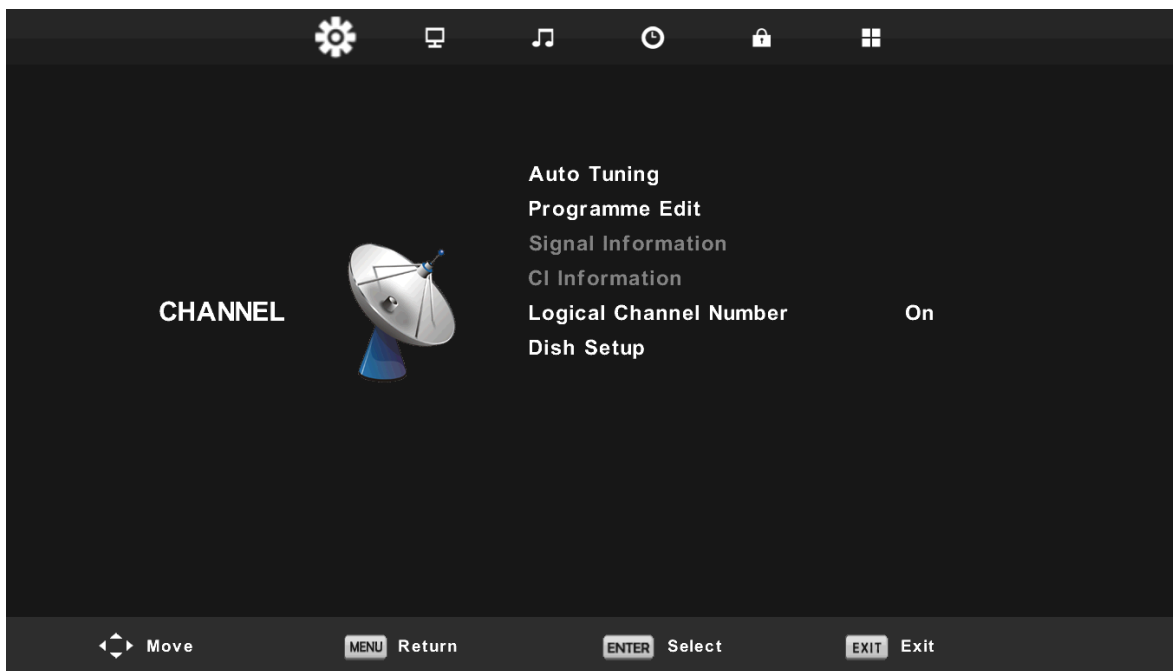 Auto Tuning
Programme Edit
Signal Information
CI Information
CHANNEL
Logical Channel Number On
Dish Setup
Move MENU Return ENTER Select EXIT Exit